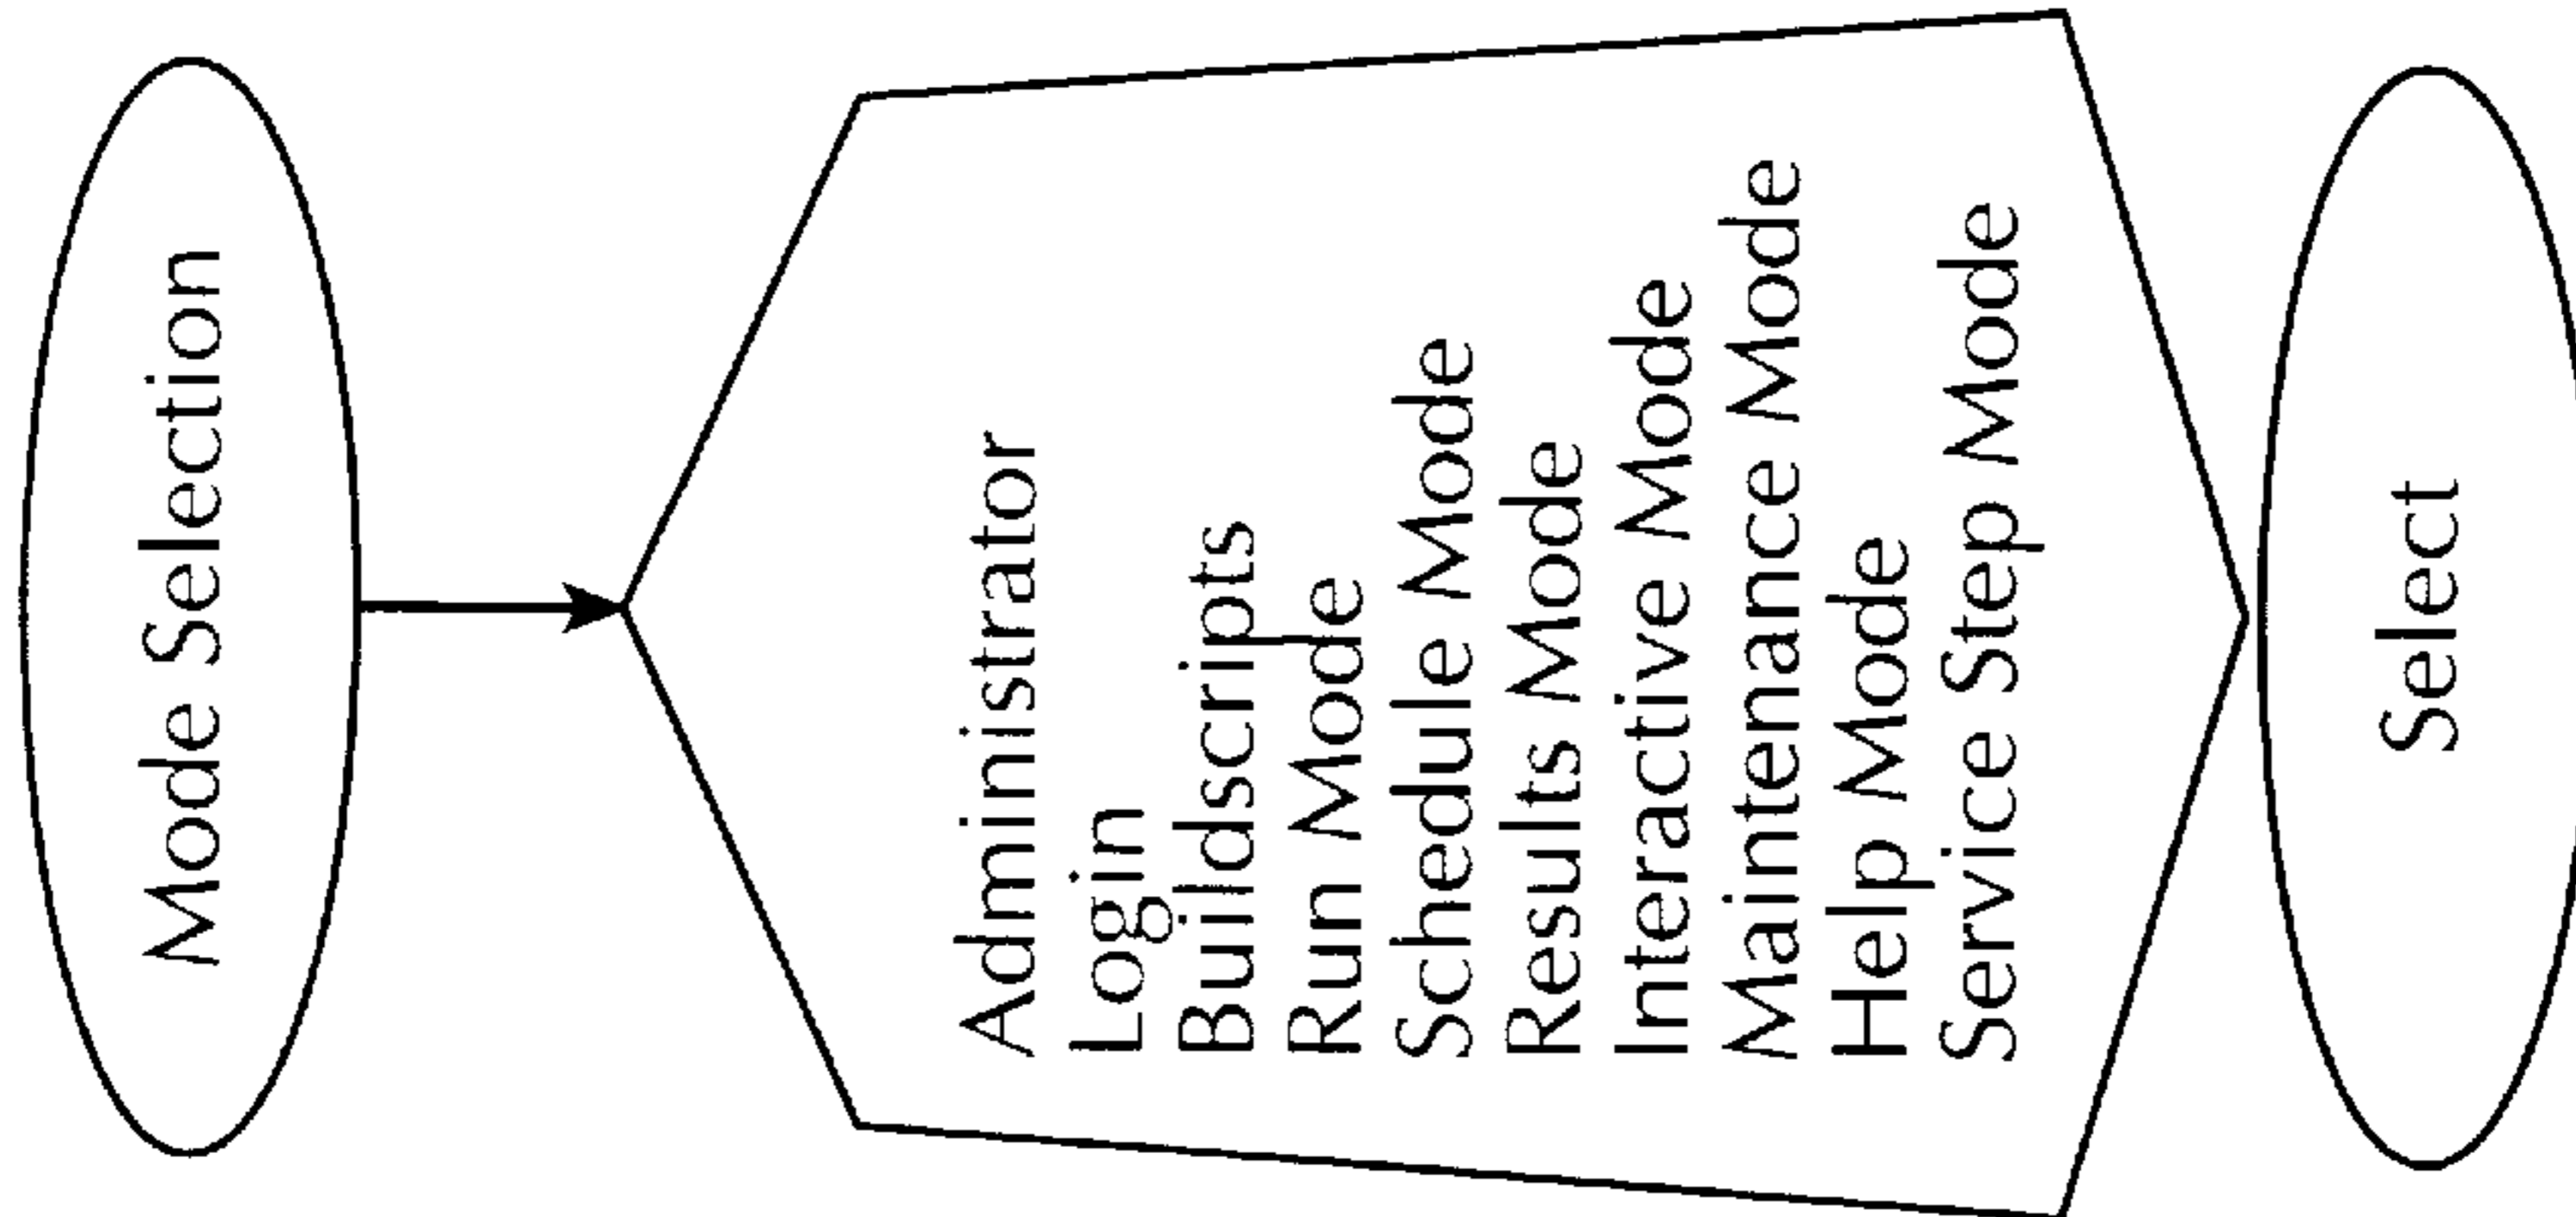 Mode Selection
Administrator
Login
Buildscripts
Run Mode
Schedule Mode
Results Mode
Interactive Mode
Maintenance Mode
Help Mode
Service Step Mode
Select